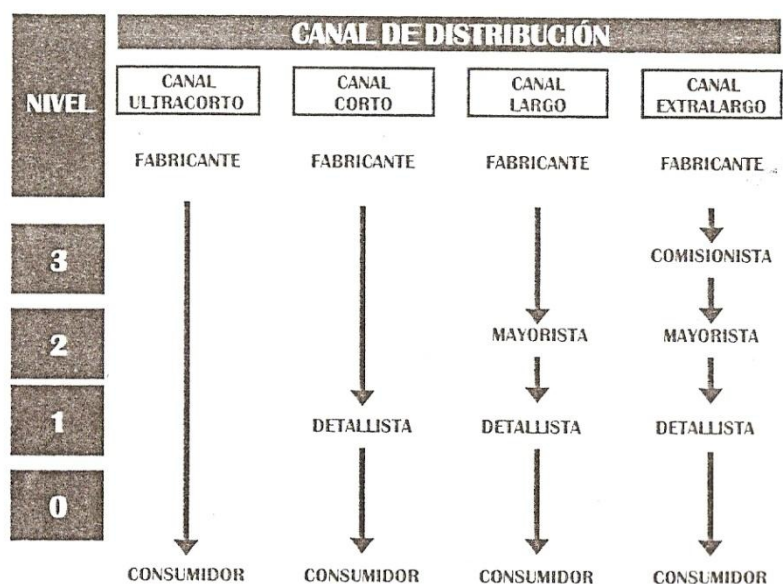 CANAL DE DISTRIBUCIÓN
NIVEL
CANAL
ULTRACORTO
CANAL
CORTO
CANAL
LARGO
CANAL
EXTRALARGO
FABRICANTE FABRICANTE FABRICANTE FABRICANTE
3 COMISIONISTA
2 MAYORISTA MAYORISTA
1 DETALLISTA DETALLISTA DETALLISTA
0
CONSUMIDOR CONSUMIDOR CONSUMIDOR CONSUMIDOR